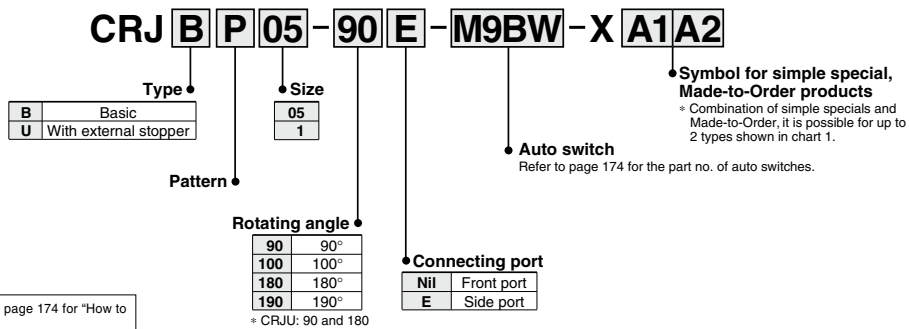 CRJ B P 05 - 90 E - M9BW - X A1 A2
Type
B Basic
U With external stopper
Size
05
1
Symbol for simple special,
Made-to-Order products
* Combination of simple specials and
Made-to-Order, it is possible for up to
2 types shown in chart 1.
Auto switch
Refer to page 174 for the part no. of auto switches.
Pattern
Rotating angle
90 90°
100 100°
180 180°
190 190°
* CRJU: 90 and 180
Connecting port
Nil Front port
E Side port
page 174 for "How to